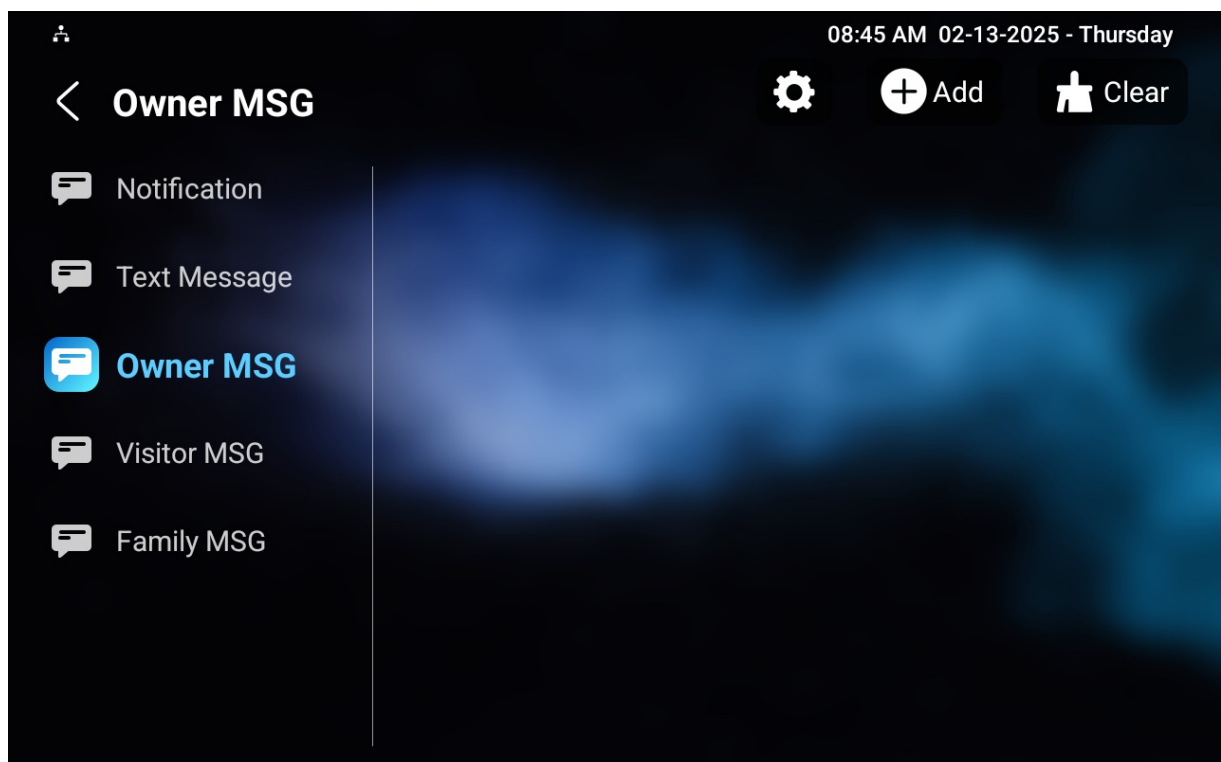 08:45 AM 02-13-2025 - Thursday
Owner MSG
Add
Clear
Notification
Text Message
Owner MSG
Visitor MSG
Family MSG